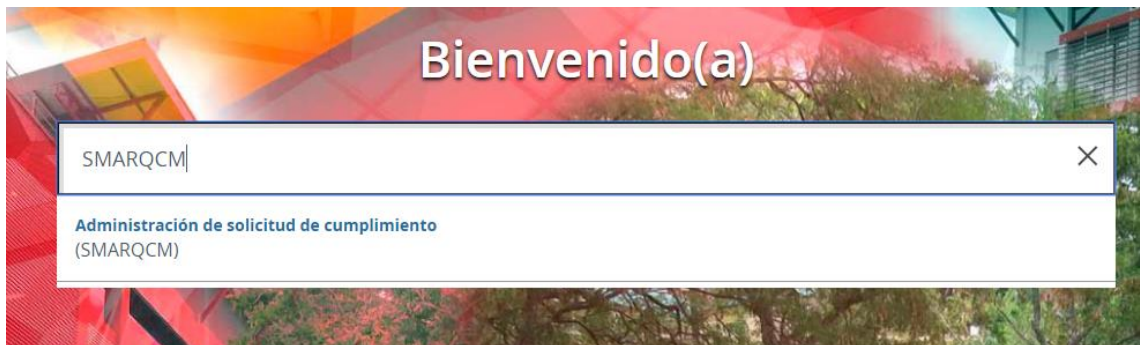 Bienvenido(a)
SMARQCM
Administración de solicitud de cumplimiento
(SMARQCM)